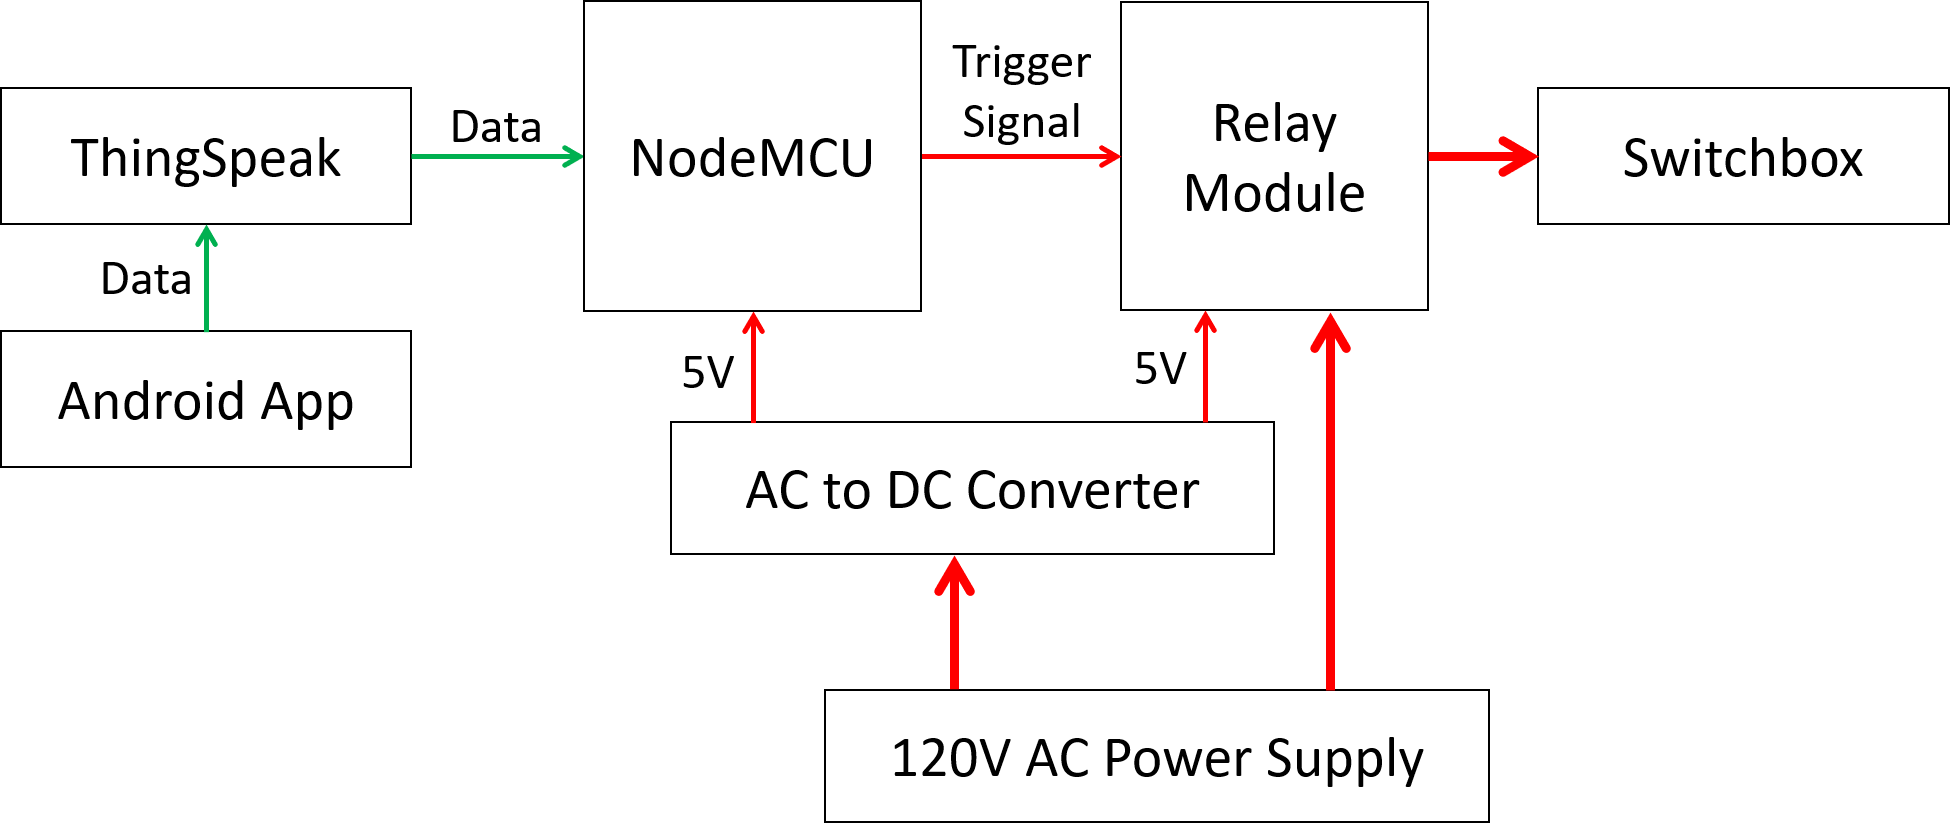 ThingSpeak
Data
NodeMCU
Trigger
Signal
Relay
Module
Switchbox
Data
Android App
5V
5V
AC to DC Converter
120V AC Power Supply